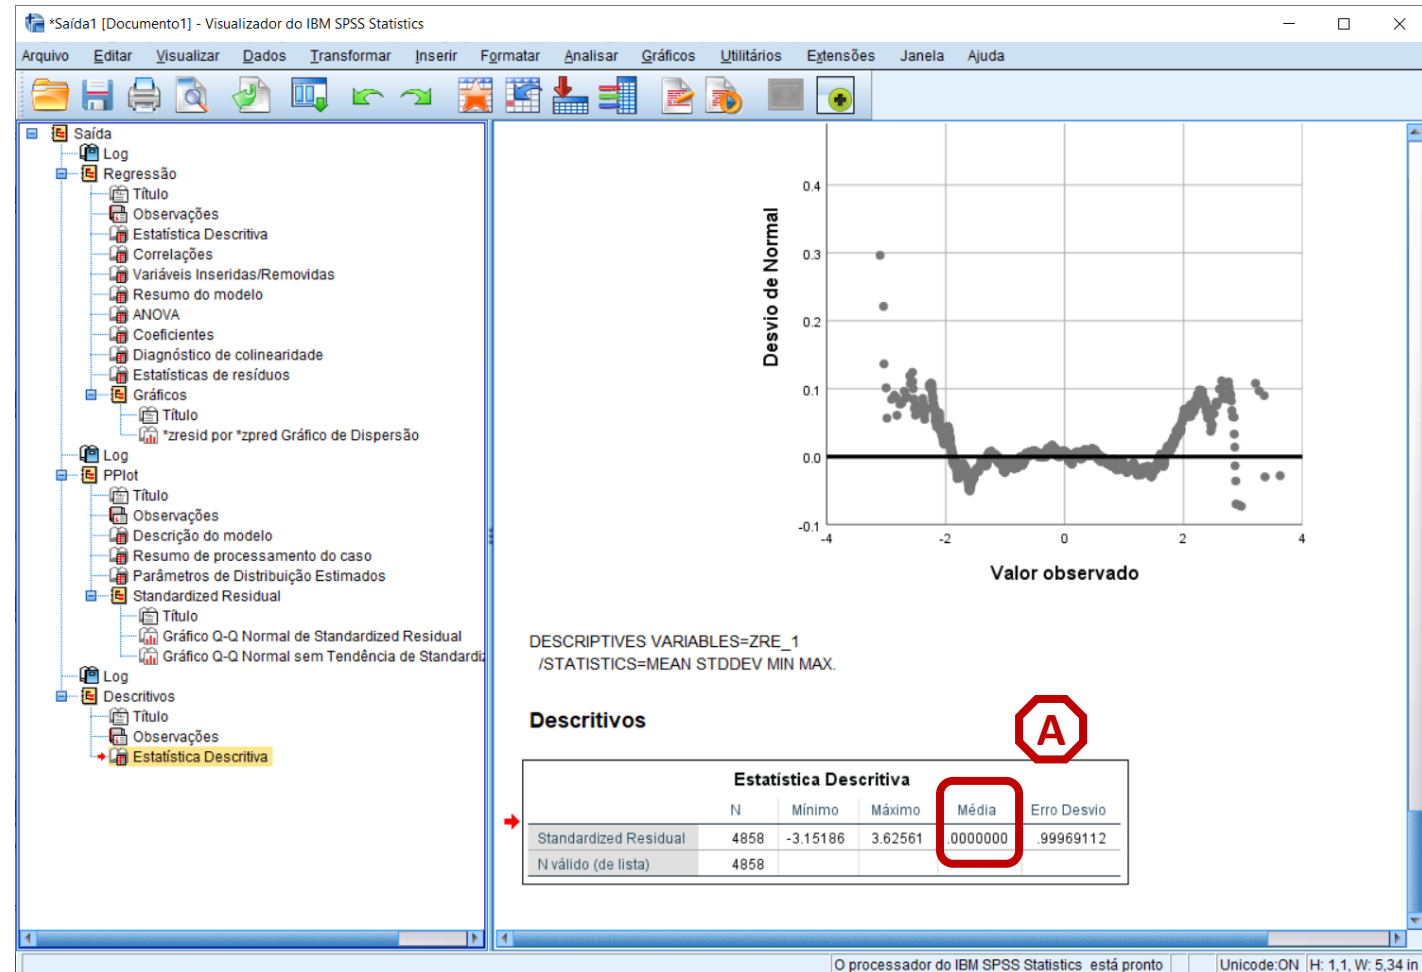 *Saída1 [Documento1] - Visualizador do IBM SPSS Statistics
Arquivo Editar Visualizar Dados Transformar Inserir Formatar Analisar Gráficos Utilitários Extensões Janela Ajuda
Saída
Log
Regressão
Título
Observações
Estatística Descritiva
Correlações
Variáveis Inseridas/Removidas
Resumo do modelo
ANOVA
Coeficientes
Diagnóstico de colinearidade
Estatísticas de resíduos
Gráficos
Título
*zresid por *zpred Gráfico de Dispersão
Log
PPlot
Título
Observações
Descrição do modelo
Resumo de processamento do caso
Parâmetros de Distribuição Estimados
Standardized Residual
Título
Gráfico Q-Q Normal de Standardized Residual
Gráfico Q-Q Normal sem Tendência de Standardiz
Log
Descritivos
Título
Observações
Estatística Descritiva
Desvio de Normal
0.4
0.3
0.2
0.1
0.0
-0.1
-4 -2 0 2 4
Valor observado
DESCRIPTIVES VARIABLES=ZRE_1
/STATISTICS=MEAN STDDEV MIN MAX.
Descritivos
A
Estatística Descritiva
N Mínimo Máximo Média Erro Desvio
Standardized Residual 4858 -3.15186 3.62561 .0000000 .99969112
N válido (de lista) 4858
O processador do IBM SPSS Statistics está pronto Unicode:ON H: 1,1, W: 5,34 in